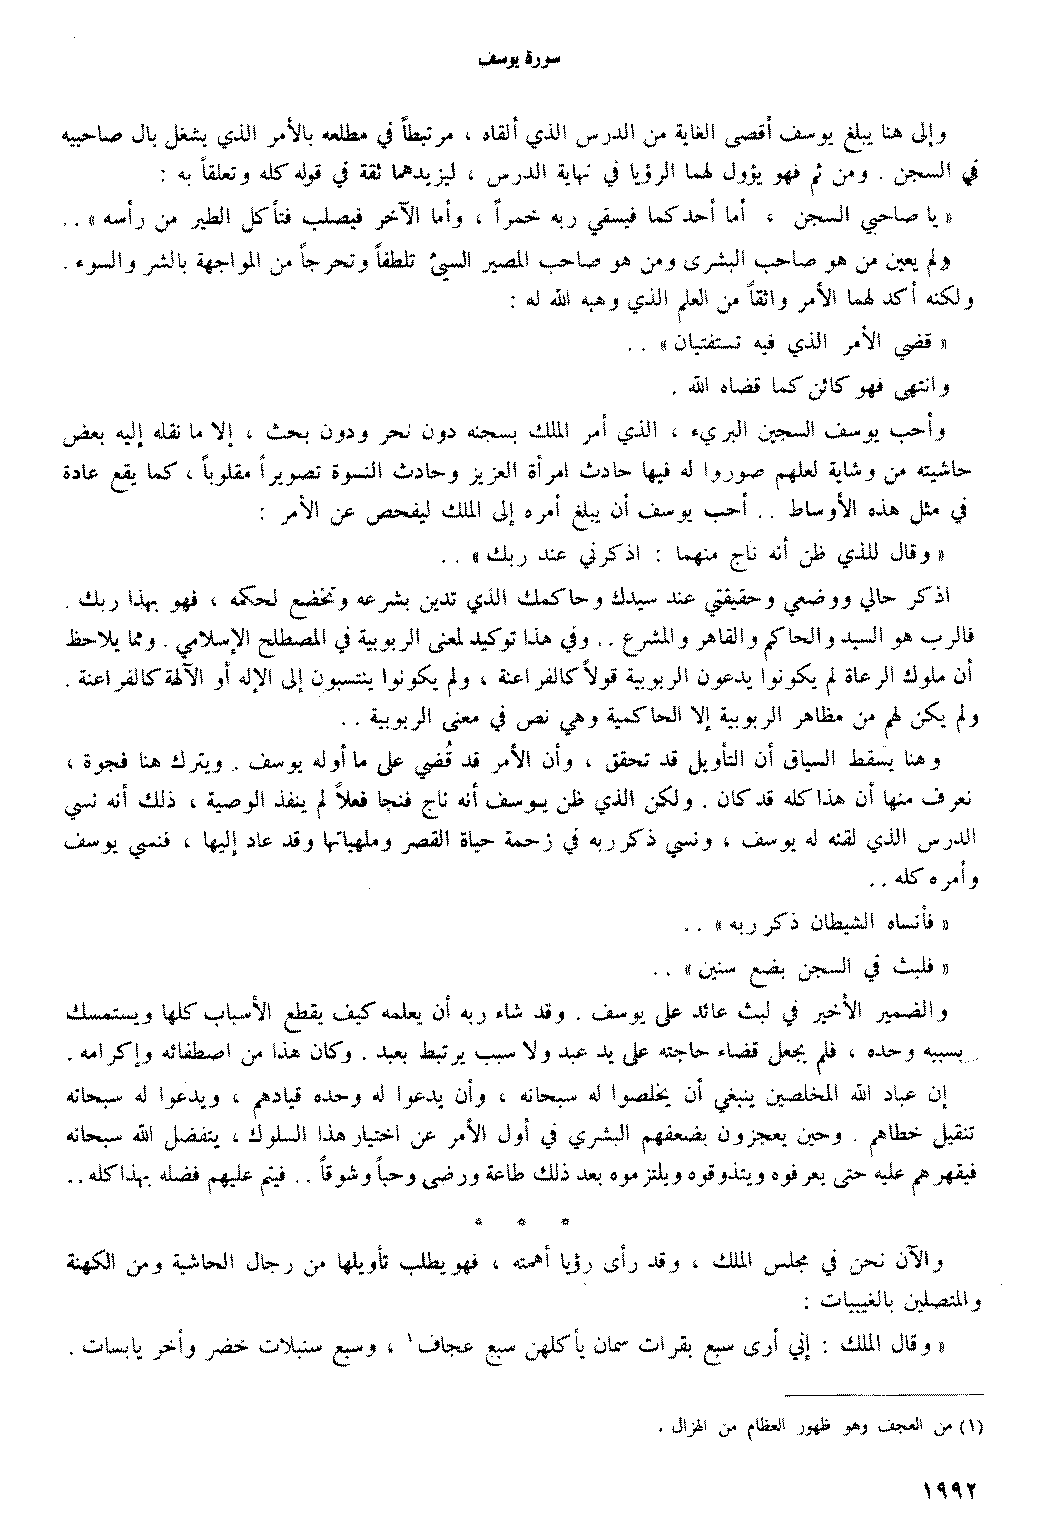 سورة يوسف
وإلى هنا يبلغ يوسف أقصى الغاية من الدرس الذي ألقاه ، مرتبطاً في مطلعه بالأمر الذي يشغل بال صاحبيه
في السجن . ومن ثم فهو يؤول لهما الرؤيا في نهاية الدرس ، ليزيدهما ثقة في قوله كله وتعلقاً به :
« يا صاحبي السجن ، أما أحدكما فيسقي ربه خمراً ، وأما الآخر فيصلب فتأكل الطير من رأسه » ..
ولم يعين من هو صاحب البشرى ومن هو صاحب المصير السيئ تلطفاً وتحرجاً من المواجهة بالشر والسوء .
ولكنه أكد لهما الأمر واثقاً من العلم الذي وهبه الله له :
« قضي الأمر الذي فيه تستفتيان » ..
وانتهى فهو كائن كما قضاه الله .
وأحب يوسف السجين البريء ، الذي أمر الملك بسجنه دون تحر ودون بحث ، إلا ما نقله إليه بعض
حاشيته من وشاية لعلهم صوروا له فيها حادث امرأة العزيز وحادث النسوة تصويراً مقلوباً ، كما يقع عادة
في مثل هذه الأوساط .. أحب يوسف أن يبلغ أمره إلى الملك ليفحص عن الأمر :
« وقال للذي ظن أنه ناج منهما : اذكرني عند ربك » ..
اذكر حالي ووضعي وحقيقتي عند سيدك وحاكمك الذي تدين بشرعه وتخضع لحكمه ، فهو بهذا ربك .
فالرب هو السيد والحاكم والقاهر والمشرع .. وفي هذا توكيد لمعنى الربوبية في المصطلح الإسلامي . ومما يلاحظ
أن ملوك الرعاة لم يكونوا يدعون الربوبية قولاً كالفراعنة ، ولم يكونوا ينتسبون إلى الإله أو الآلهة كالفراعنة .
ولم يكن لهم من مظاهر الربوبية إلا الحاكمية وهي نص في معنى الربوبية ..
وهنا يسقط السياق أن التأويل قد تحقق ، وأن الأمر قد قُضي على ما أوله يوسف . ويترك هنا فجوة ،
نعرف منها أن هذا كله قد كان . ولكن الذي ظن يوسف أنه ناج فنجا فعلاً لم ينفذ الوصية ، ذلك أنه نسي
الدرس الذي لقنه له يوسف ، ونسي ذكر ربه في زحمة حياة القصر وملهياتها وقد عاد إليها ، فنسي يوسف
وأمره كله ..
« فأنساه الشيطان ذكر ربه » ..
« فلبث في السجن بضع سنين » ..
والضمير الأخير في لبث عائد على يوسف . وقد شاء ربه أن يعلمه كيف يقطع الأسباب كلها ويستمسك
بسببه وحده ، فلم يجعل قضاء حاجته على يد عبد ولا سبب يرتبط بعبد . وكان هذا من اصطفائه وإكرامه .
إن عباد الله المخلصين ينبغي أن يخلصوا له سبحانه ، وأن يدعوا له وحده قيادهم ، ويدعوا له سبحانه
تنقيل خطاهم . وحين يعجزون بضعفهم البشري في أول الأمر عن اختيار هذا السلوك ، يتفضل الله سبحانه
فيقهرهم عليه حتى يعرفوه ويتذوقوه ويلتزموه بعد ذلك طاعة ورضى وحباً وشوقاً .. فيتم عليهم فضله بهذا كله ..
* * *
والآن نحن في مجلس الملك ، وقد رأى رؤيا أهمته ، فهو يطلب تأويلها من رجال الحاشية ومن الكهنة
والمتصلين بالغيبيات :
« وقال الملك : إني أرى سبع بقرات سمان يأكلهن سبع عجاف١ ، وسبع سنبلات خضر وأخر يابسات .
(١) من العجف وهو ظهور العظام من الهزال .
١٩٩٢